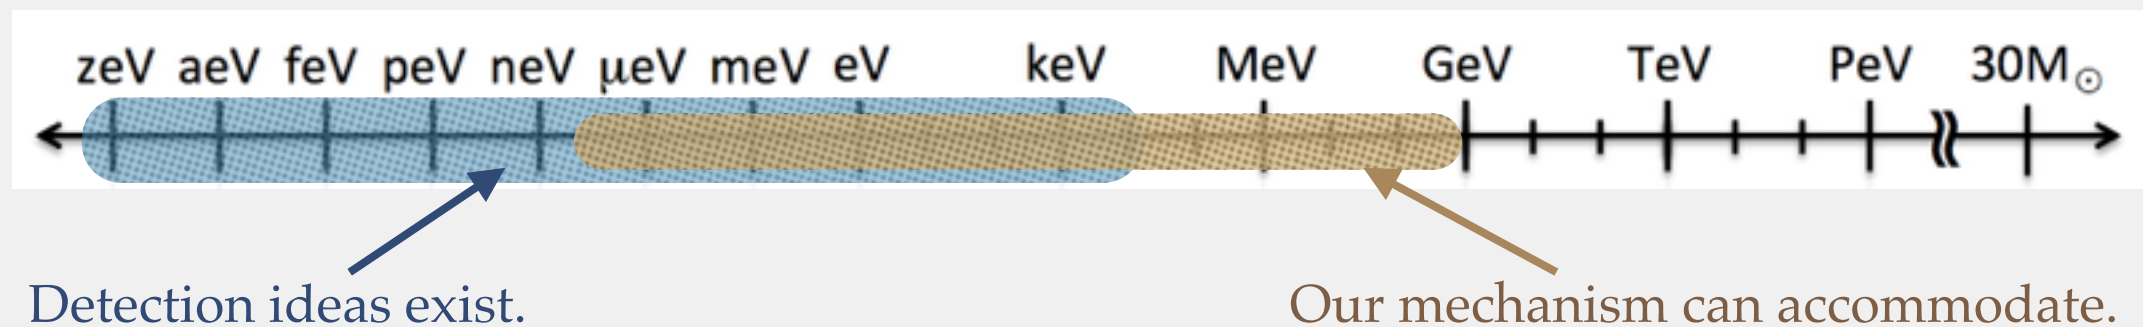 zeV aeV feV peV neV μeV meV eV keV MeV GeV TeV PeV 30M☉
Detection ideas exist.
Our mechanism can accommodate.